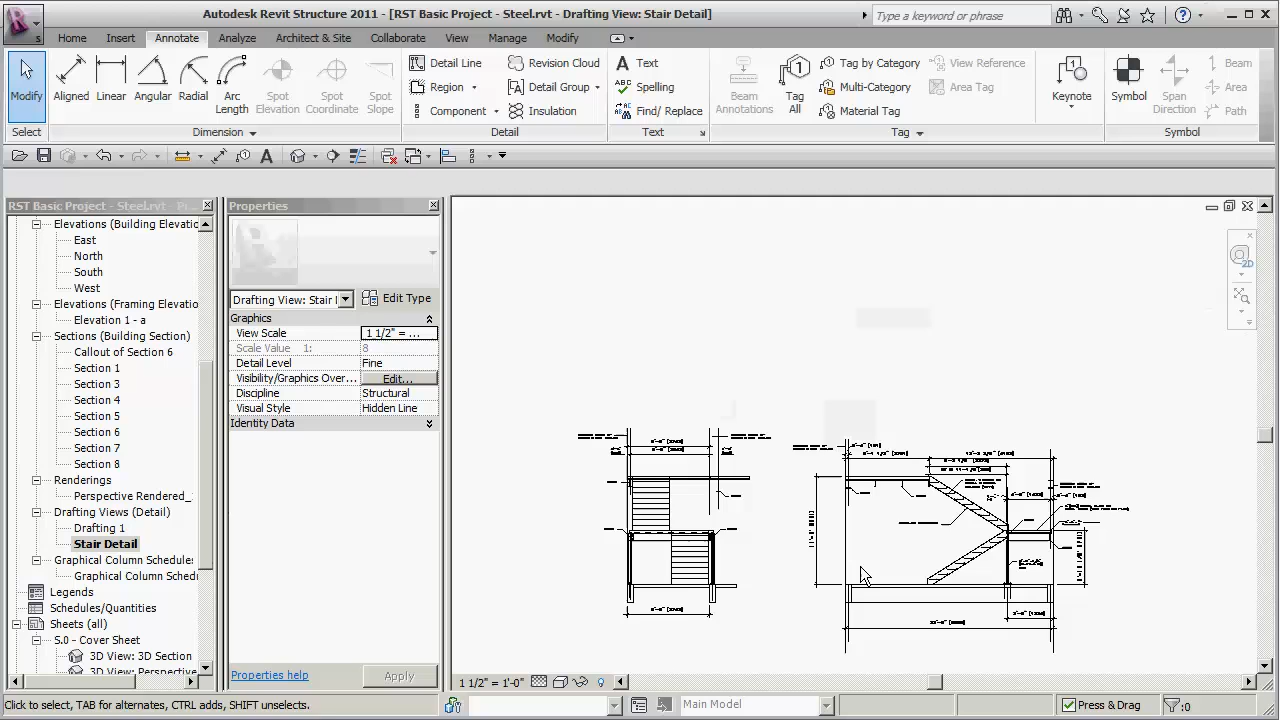 Autodesk Revit Structure 2011 - [RST Basic Project - Steel.rvt - Drafting View: Stair Detail]
Type a keyword or phrase
Home Insert Annotate Analyze Architect & Site Collaborate View Manage Modify
Modify
Aligned Linear Angular Radial Arc Length
Spot Elevation Spot Coordinate Spot Slope
Detail Line
Region
Component
Revision Cloud
Detail Group
Insulation
Text
Spelling
Find/ Replace
Beam Annotations
Tag All
Tag by Category
Multi-Category
Material Tag
View Reference
Area Tag
Keynote
Symbol
Span Direction
Beam
Area
Path
Select Dimension Detail Text Tag Symbol
RST Basic Project - Steel.rvt - P
Elevations (Building Elevatio
East
North
South
West
Elevations (Framing Elevatio
Elevation 1 - a
Sections (Building Section)
Callout of Section 6
Section 1
Section 3
Section 4
Section 5
Section 6
Section 7
Section 8
Renderings
Perspective Rendered_
Drafting Views (Detail)
Drafting 1
Stair Detail
Graphical Column Schedules
Graphical Column Schedu
Legends
Schedules/Quantities
Sheets (all)
S.0 - Cover Sheet
3D View: 3D Section
3D View: Perspective
Properties
Drafting View: Stair
Edit Type
Graphics
View Scale 1 1/2" = ...
Scale Value 1: 8
Detail Level Fine
Visibility/Graphics Over... Edit...
Discipline Structural
Visual Style Hidden Line
Identity Data
Properties help
Apply
2D
1 1/2" = 1'-0"
Click to select, TAB for alternates, CTRL adds, SHIFT unselects.
Main Model
Press & Drag
:0